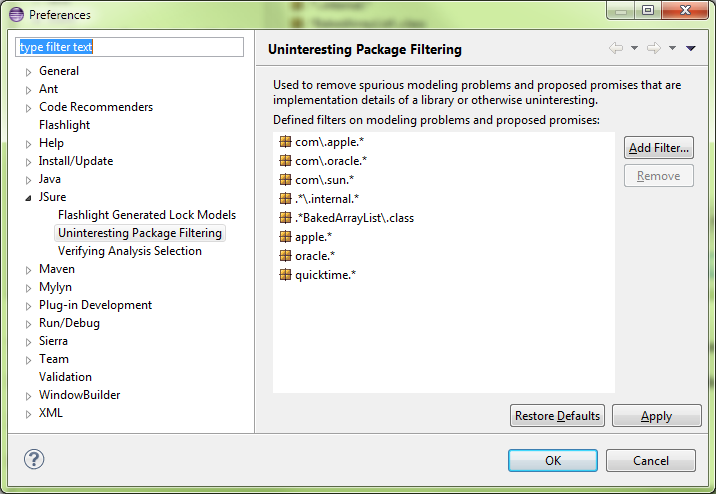 Preferences
type filter text
General
Ant
Code Recommenders
Flashlight
Help
Install/Update
Java
JSure
Flashlight Generated Lock Models
Uninteresting Package Filtering
Verifying Analysis Selection
Maven
Mylyn
Plug-in Development
Run/Debug
Sierra
Team
Validation
WindowBuilder
XML
Uninteresting Package Filtering
Used to remove spurious modeling problems and proposed promises that are
implementation details of a library or otherwise uninteresting.
Defined filters on modeling problems and proposed promises:
com\.apple.*
com\.oracle.*
com\.sun.*
.*\.internal.*
.*BakedArrayList\.class
apple.*
oracle.*
quicktime.*
Add Filter...
Remove
Restore Defaults
Apply
?
OK
Cancel